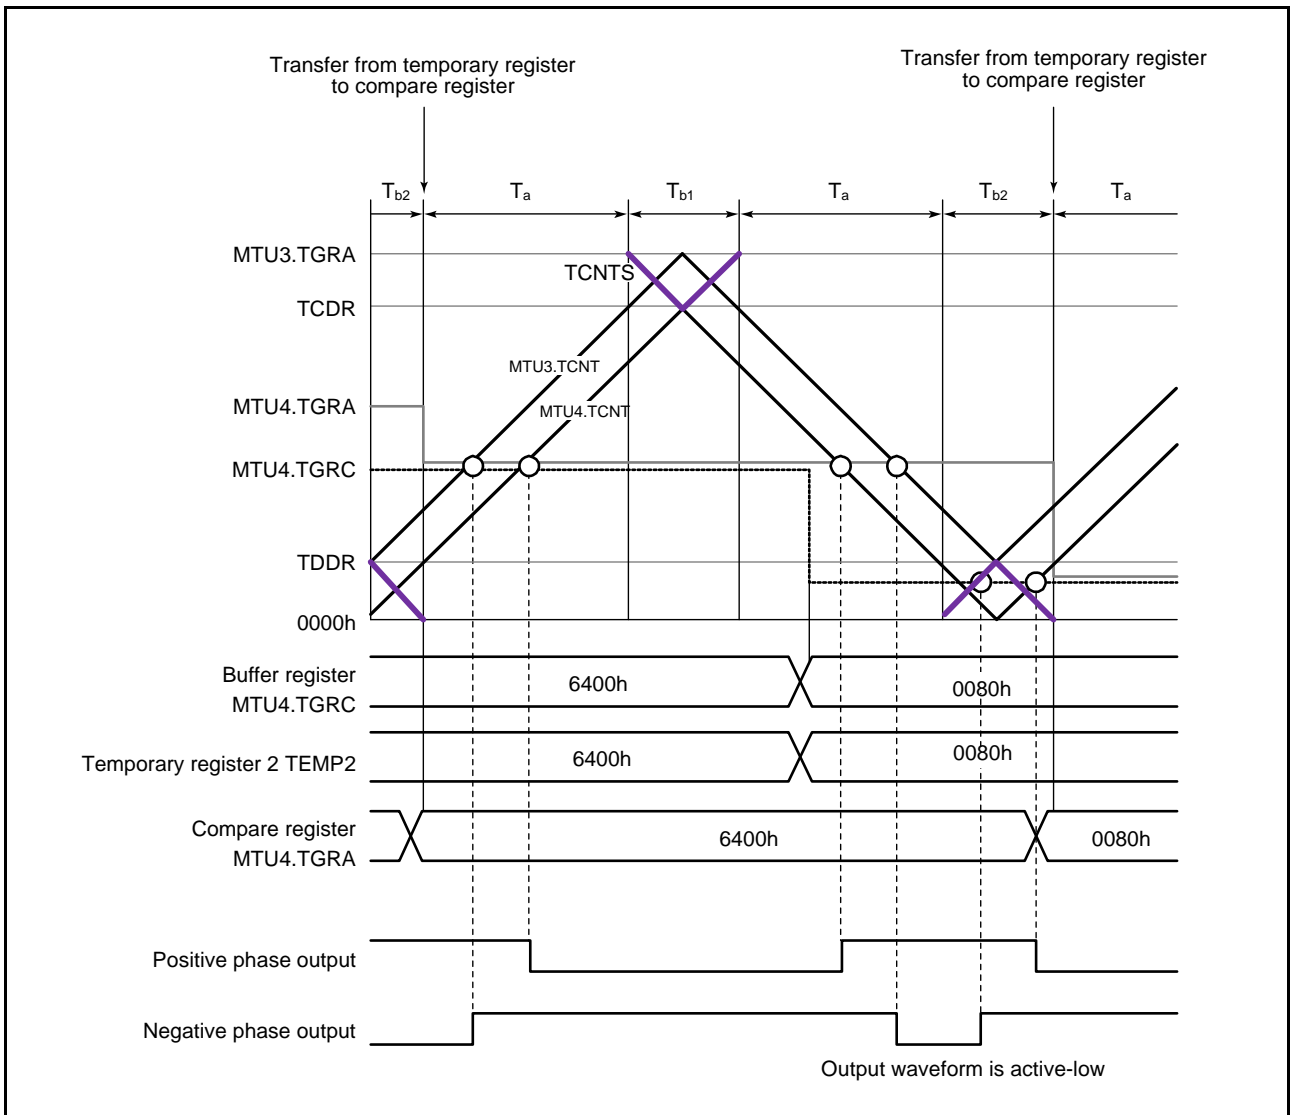 Transfer from temporary register
to compare register
Transfer from temporary register
to compare register
Tb2
Ta
Tb1
Ta
Tb2
Ta
MTU3.TGRA
TCNTS
TCDR
MTU3.TCNT
MTU4.TGRA
MTU4.TCNT
MTU4.TGRC
TDDR
0000h
Buffer register
MTU4.TGRC
6400h
0080h
Temporary register 2 TEMP2
6400h
0080h
Compare register
MTU4.TGRA
6400h
0080h
Positive phase output
Negative phase output
Output waveform is active-low